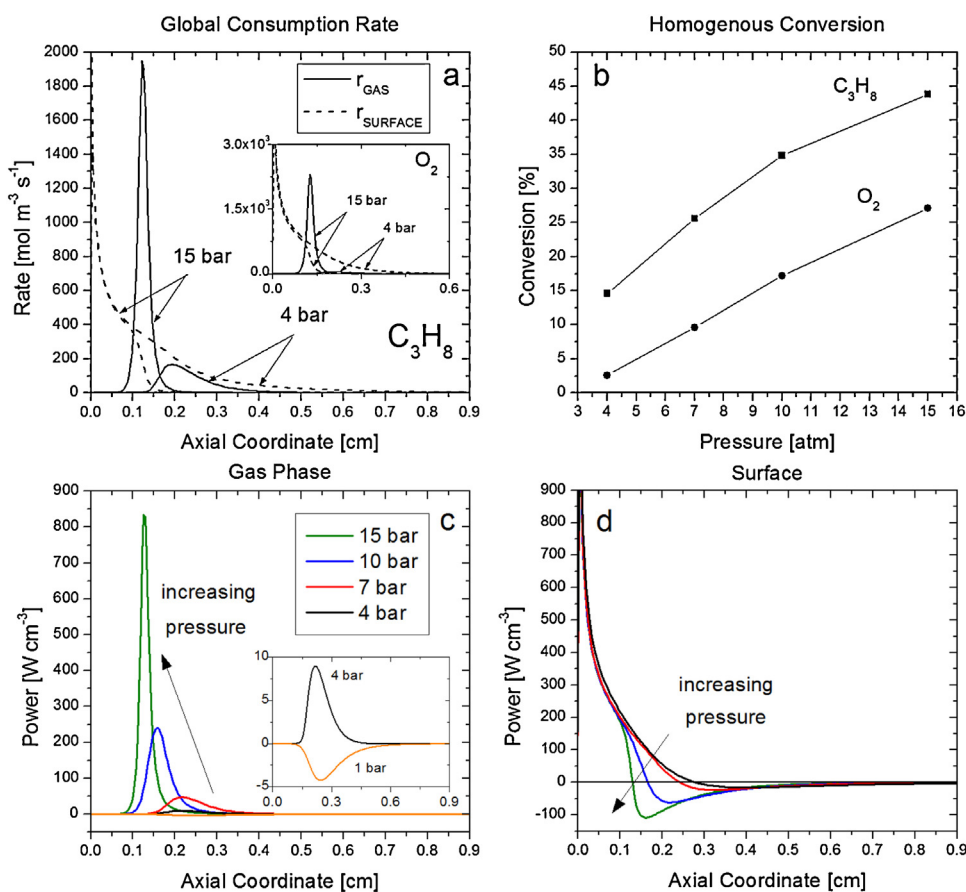 Global Consumption Rate
a
r_GAS
r_SURFACE
2000
1800
1600
1400
1200
1000
800
600
400
200
0
Rate [mol m⁻³ s⁻¹]
3.0x10³
1.5x10³
0.0
O₂
15 bar
4 bar
0.0 0.3 0.6
15 bar
4 bar
C₃H₈
0.0 0.1 0.2 0.3 0.4 0.5 0.6 0.7 0.8 0.9
Axial Coordinate [cm]
Homogenous Conversion
b
50
45
40
35
30
25
20
15
10
5
0
Conversion [%]
C₃H₈
O₂
3 4 5 6 7 8 9 10 11 12 13 14 15 16
Pressure [atm]
Gas Phase
c
900
800
700
600
500
400
300
200
100
0
Power [W cm⁻³]
15 bar
10 bar
7 bar
4 bar
increasing
pressure
10
5
0
-5
4 bar
1 bar
0.0 0.3 0.6 0.9
0.0 0.1 0.2 0.3 0.4 0.5 0.6 0.7 0.8 0.9
Axial Coordinate [cm]
Surface
d
900
800
700
600
500
400
300
200
100
0
-100
Power [W cm⁻³]
increasing
pressure
0.0 0.1 0.2 0.3 0.4 0.5 0.6 0.7 0.8 0.9
Axial Coordinate [cm]